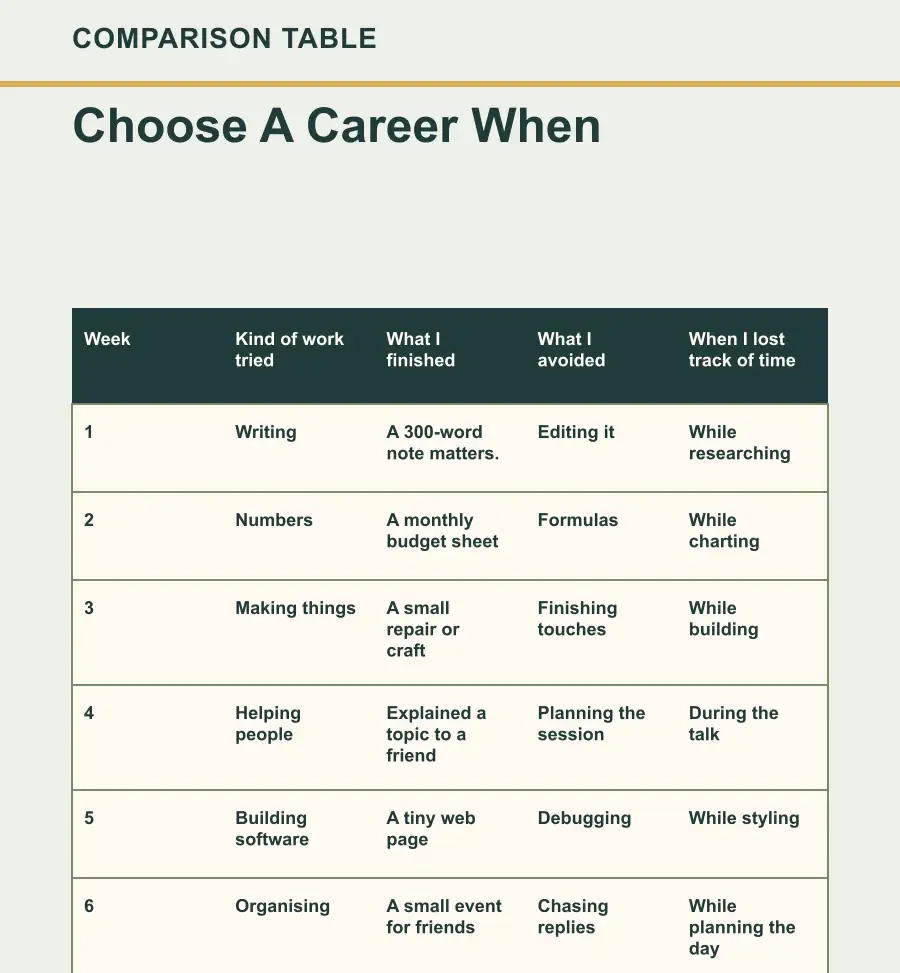 COMPARISON TABLE
Choose A Career When
Week
Kind of work
tried
What I
finished
What I
avoided
When I lost
track of time
1
Writing
A 300-word
note matters.
Editing it
While
researching
2
Numbers
A monthly
budget sheet
Formulas
While
charting
3
Making things
A small
repair or
craft
Finishing
touches
While
building
4
Helping
people
Explained a
topic to a
friend
Planning the
session
During the
talk
5
Building
software
A tiny web
page
Debugging
While styling
6
Organising
A small event
for friends
Chasing
replies
While
planning the
day